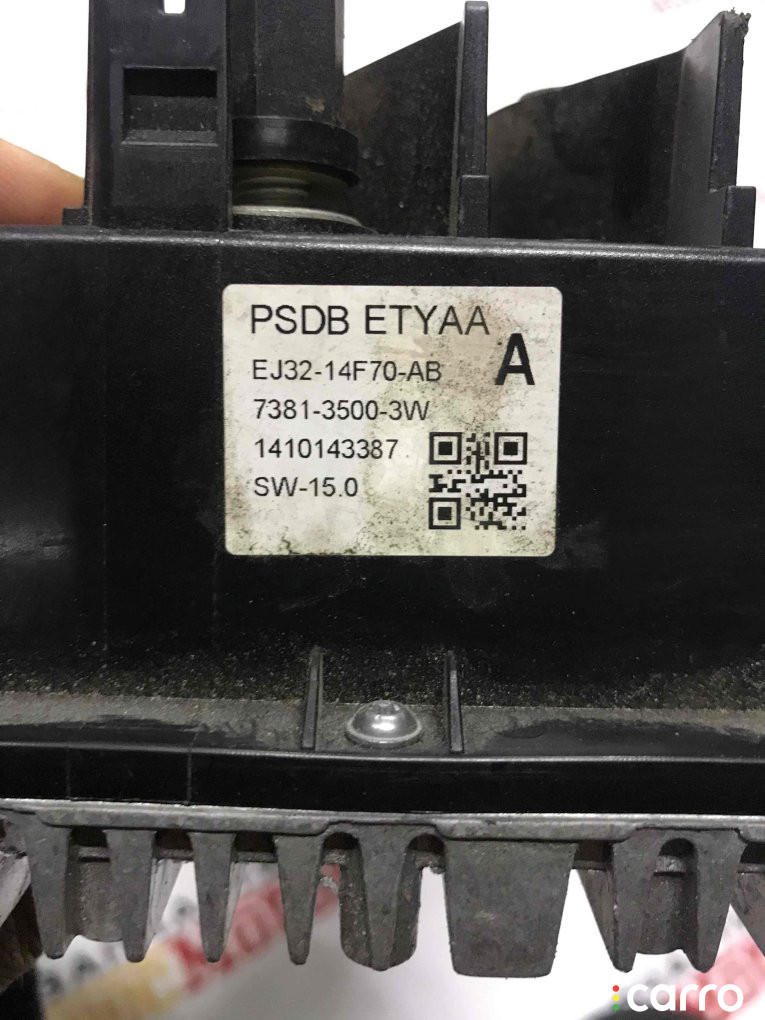 PSDB ETYAA
A
EJ32-14F70-AB
7381-3500-3W
1410143387
SW-15.0
carro